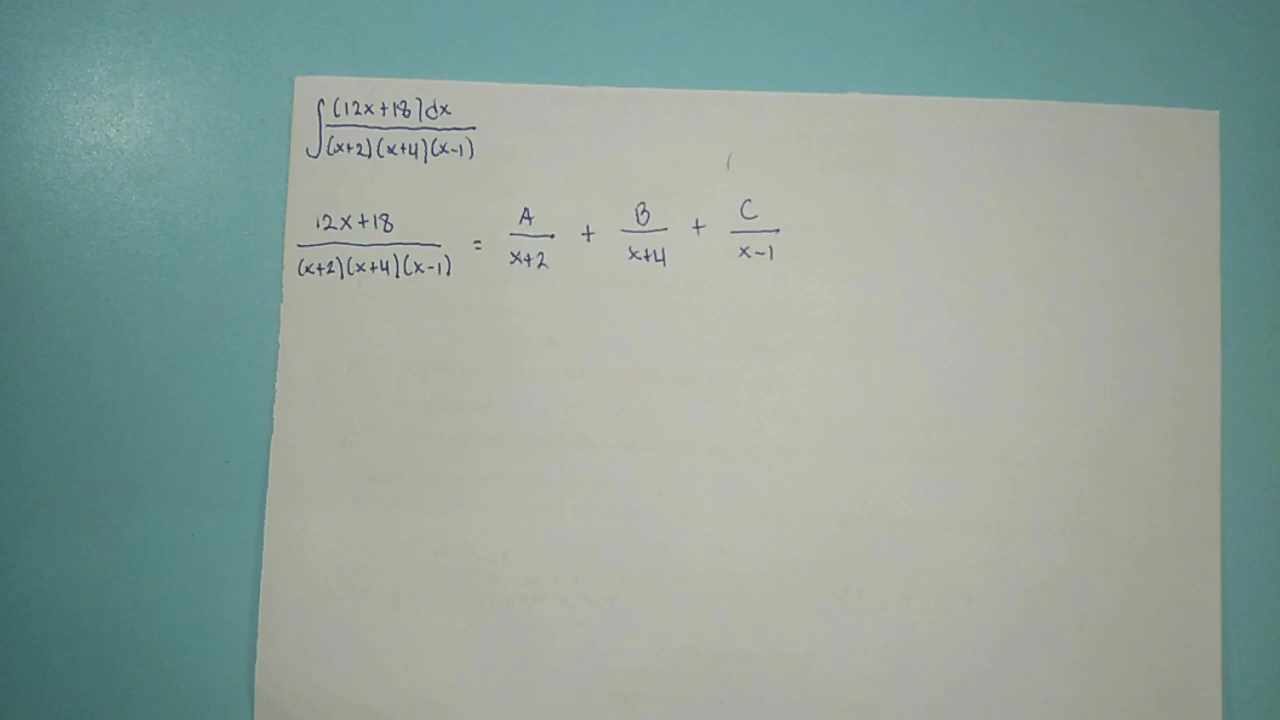 ∫ (12x+18)dx / (x+2)(x+4)(x-1)
12x+18 / (x+2)(x+4)(x-1) = A / x+2 + B / x+4 + C / x-1